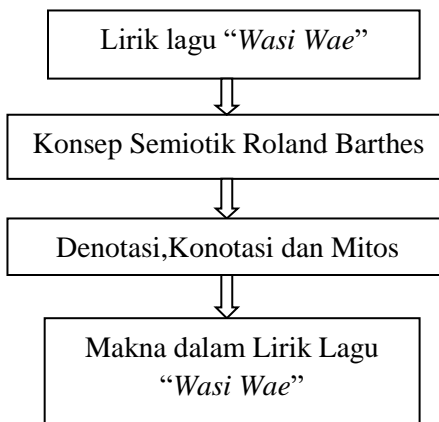 Lirik lagu “Wasi Wae”
Konsep Semiotik Roland Barthes
Denotasi,Konotasi dan Mitos
Makna dalam Lirik Lagu
“Wasi Wae”